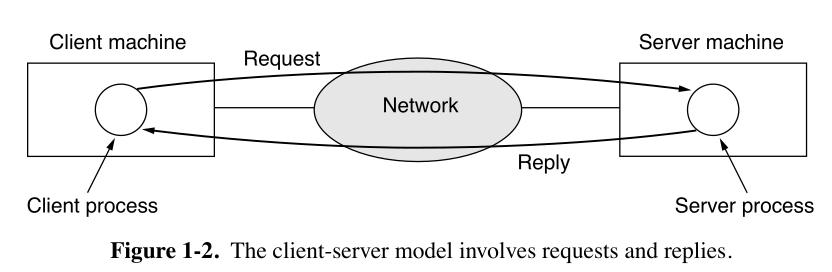 Client machine
Server machine
Request
Network
Reply
Client process
Server process
Figure 1-2. The client-server model involves requests and replies.